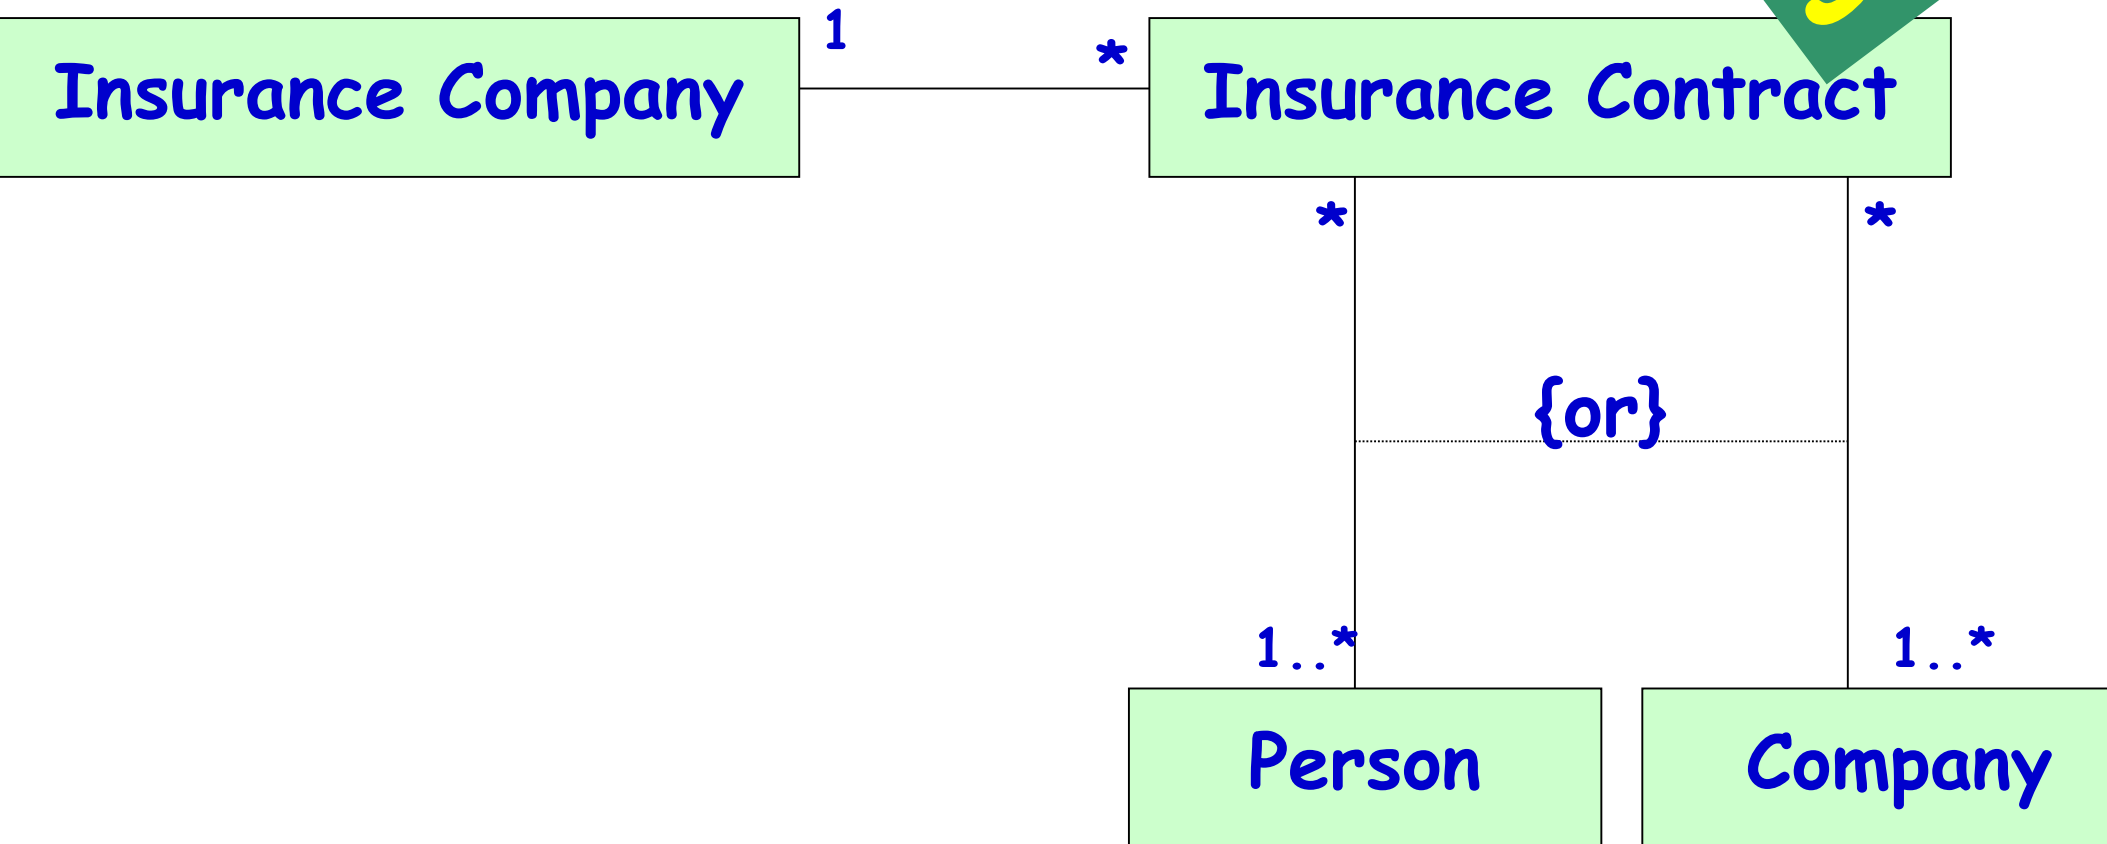 1
*
Insurance Company
Insurance Contract
*
*
{or}
1..*
1..*
Person
Company